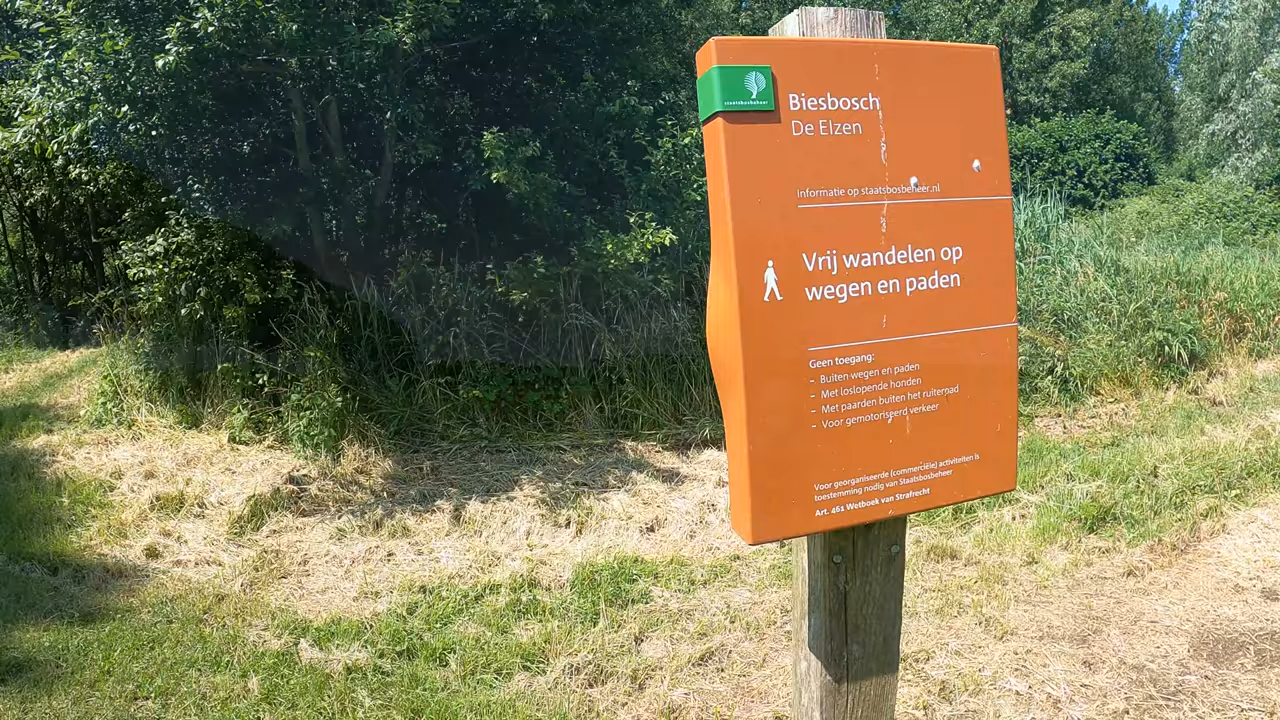 staatsbosbeheer
Biesbosch
De Elzen
Informatie op staatsbosbeheer.nl
Vrij wandelen op
wegen en paden
Geen toegang:
- Buiten wegen en paden
- Met loslopende honden
- Met paarden buiten het ruiterpad
- Voor gemotoriseerd verkeer
Voor georganiseerde (commerciële) activiteiten is
toestemming nodig van Staatsbosbeheer
Art. 461 Wetboek van Strafrecht